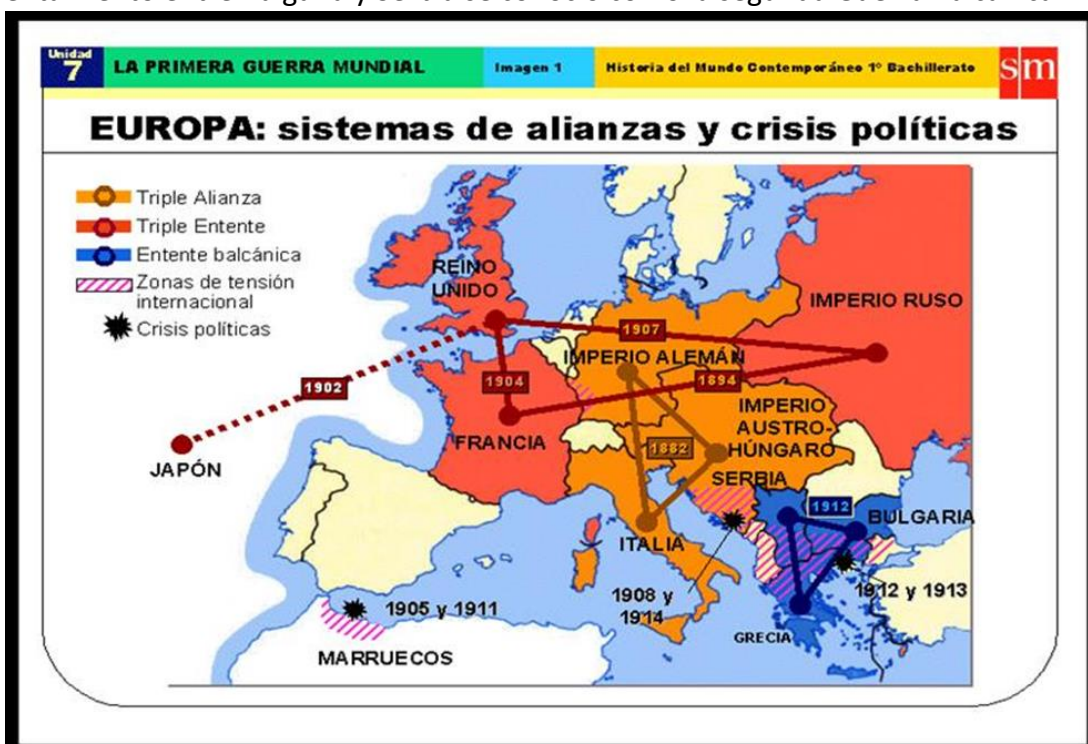 Unidad
7
LA PRIMERA GUERRA MUNDIAL
Imagen 1
Historia del Mundo Contemporáneo 1º Bachillerato
sm
EUROPA: sistemas de alianzas y crisis políticas
Triple Alianza
Triple Entente
Entente balcánica
Zonas de tensión
internacional
Crisis políticas
REINO
UNIDO
IMPERIO RUSO
1907
IMPERIO ALEMÁN
1902
1904
1894
IMPERIO
AUSTRO-
HÚNGARO
FRANCIA
1882
JAPÓN
SERBIA
1912
BULGARIA
ITALIA
1905 y 1911
1908 y
1914
1912 y 1913
GRECIA
MARRUECOS